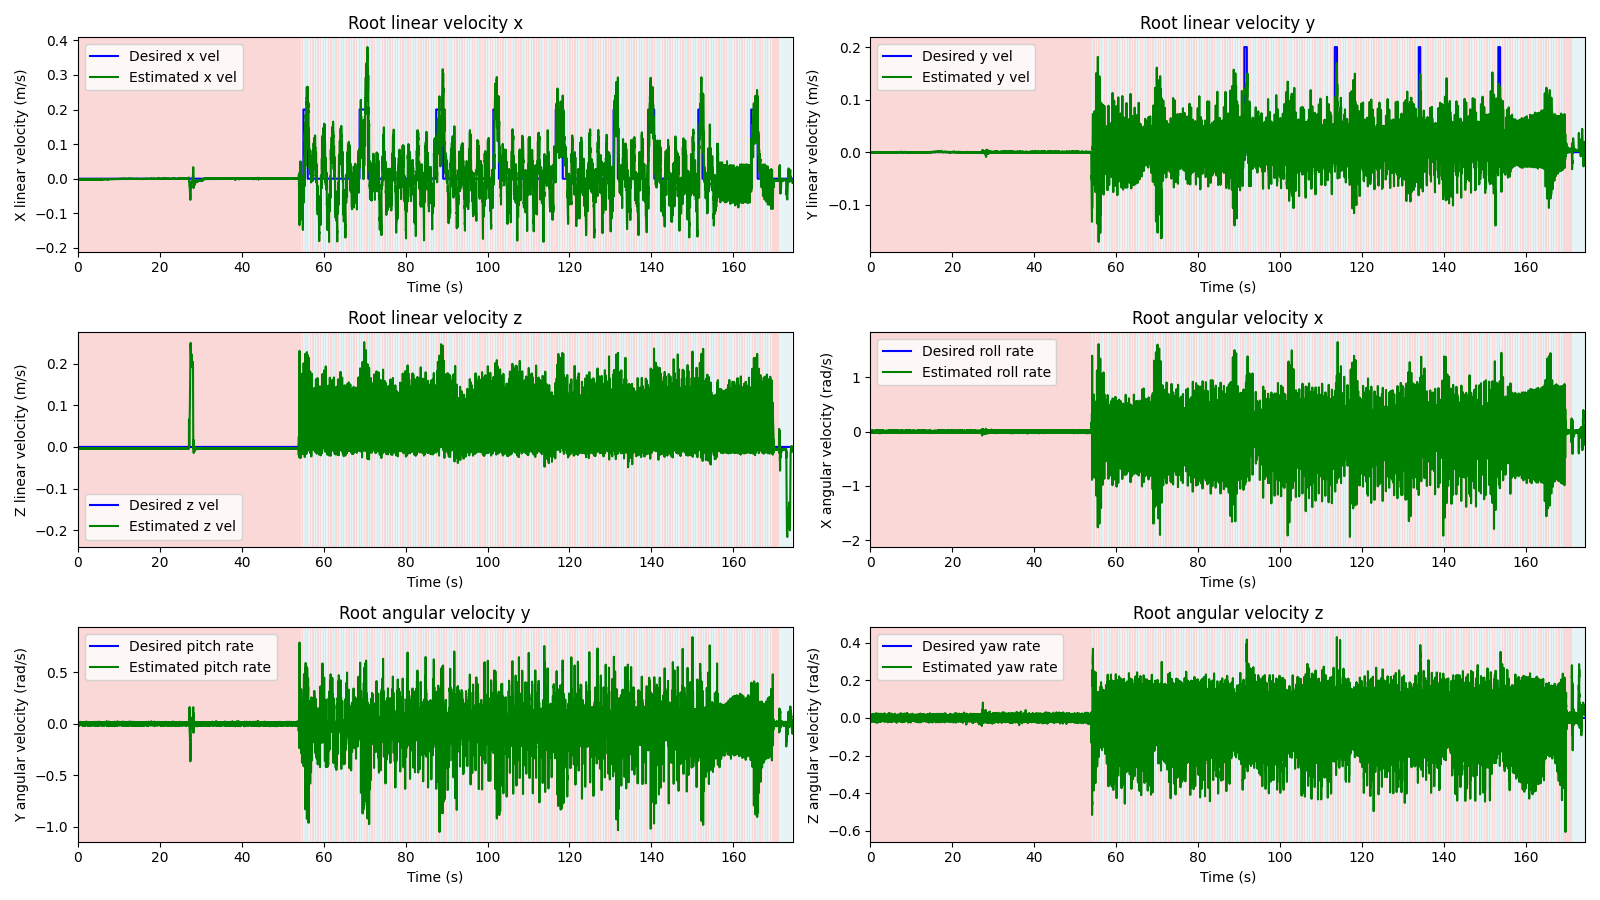 Root linear velocity x
X linear velocity (m/s)
0.4
0.3
0.2
0.1
0.0
−0.1
−0.2
Desired x vel
Estimated x vel
0 20 40 60 80 100 120 140 160
Time (s)
Root linear velocity y
Y linear velocity (m/s)
0.2
0.1
0.0
−0.1
Desired y vel
Estimated y vel
0 20 40 60 80 100 120 140 160
Time (s)
Root linear velocity z
Z linear velocity (m/s)
0.2
0.1
0.0
−0.1
−0.2
Desired z vel
Estimated z vel
0 20 40 60 80 100 120 140 160
Time (s)
Root angular velocity x
X angular velocity (rad/s)
1
0
−1
−2
Desired roll rate
Estimated roll rate
0 20 40 60 80 100 120 140 160
Time (s)
Root angular velocity y
Y angular velocity (rad/s)
0.5
0.0
−0.5
−1.0
Desired pitch rate
Estimated pitch rate
0 20 40 60 80 100 120 140 160
Time (s)
Root angular velocity z
Z angular velocity (rad/s)
0.4
0.2
0.0
−0.2
−0.4
−0.6
Desired yaw rate
Estimated yaw rate
0 20 40 60 80 100 120 140 160
Time (s)